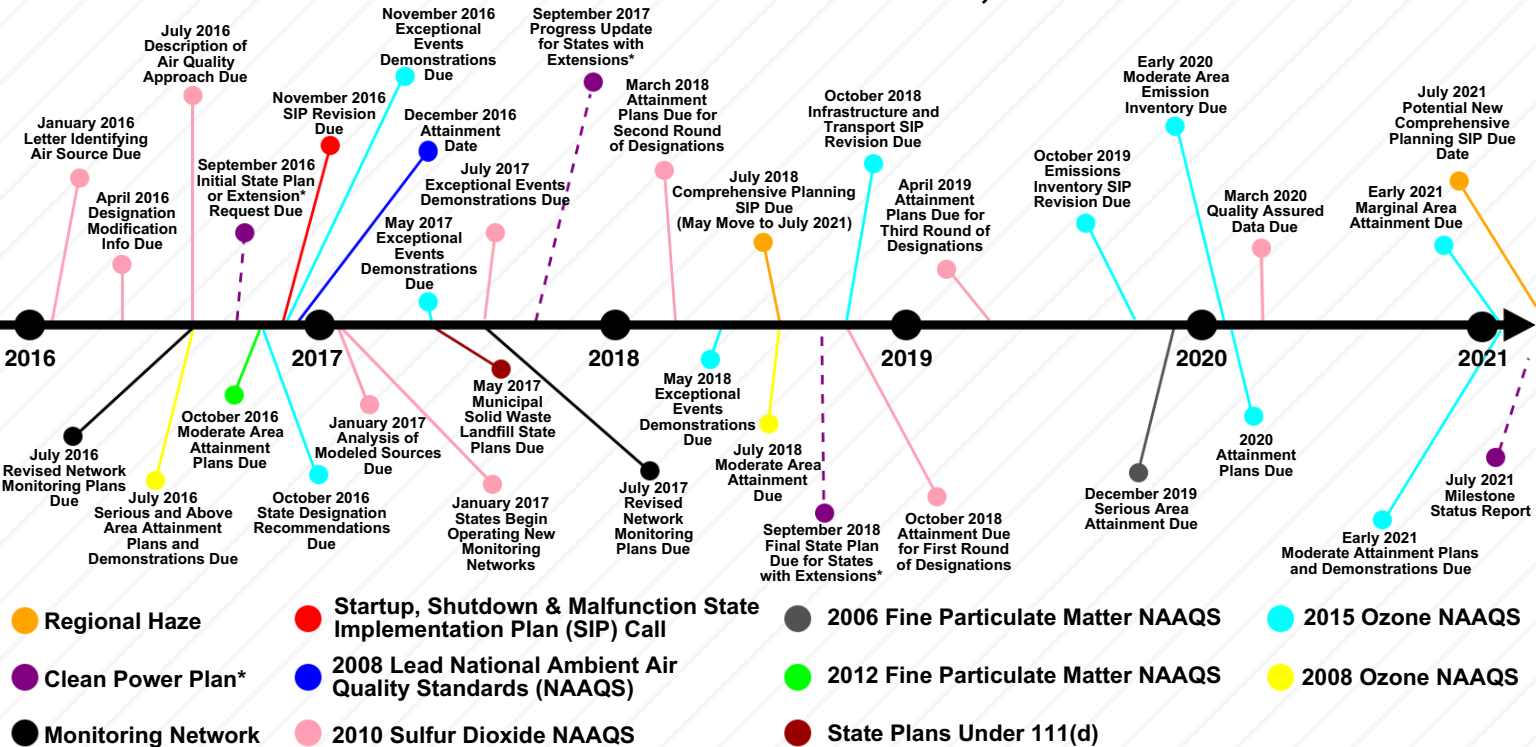 July 2016
Description of
Air Quality
Approach Due
November 2016
Exceptional
Events
Demonstrations
Due
September 2017
Progress Update
for States with
Extensions*
January 2016
Letter Identifying
Air Source Due
April 2016
Designation
Modification
Info Due
September 2016
Initial State Plan
or Extension*
Request Due
November 2016
SIP Revision
Due
December 2016
Attainment
Date
July 2017
Exceptional Events
Demonstrations Due
May 2017
Exceptional
Events
Demonstrations
Due
March 2018
Attainment
Plans Due for
Second Round
of Designations
July 2018
Comprehensive Planning
SIP Due
(May Move to July 2021)
October 2018
Infrastructure and
Transport SIP
Revision Due
April 2019
Attainment
Plans Due for
Third Round of
Designations
October 2019
Emissions
Inventory SIP
Revision Due
Early 2020
Moderate Area
Emission
Inventory Due
March 2020
Quality Assured
Data Due
July 2021
Potential New
Comprehensive
Planning SIP Due
Date
Early 2021
Marginal Area
Attainment Due
2016
2017
2018
2019
2020
2021
July 2016
Revised Network
Monitoring Plans
Due
July 2016
Serious and Above
Area Attainment
Plans and
Demonstrations Due
October 2016
Moderate Area
Attainment
Plans Due
October 2016
State Designation
Recommendations
Due
January 2017
Analysis of
Modeled Sources
Due
January 2017
States Begin
Operating New
Monitoring
Networks
May 2017
Municipal
Solid Waste
Landfill State
Plans Due
July 2017
Revised
Network
Monitoring
Plans Due
May 2018
Exceptional
Events
Demonstrations
Due
July 2018
Moderate Area
Attainment
Due
September 2018
Final State Plan
Due for States
with Extensions*
October 2018
Attainment Due
for First Round
of Designations
December 2019
Serious Area
Attainment Due
2020
Attainment
Plans Due
Early 2021
Moderate Attainment Plans
and Demonstrations Due
July 2021
Milestone
Status Report
Regional Haze
Clean Power Plan*
Monitoring Network
Startup, Shutdown & Malfunction State
Implementation Plan (SIP) Call
2008 Lead National Ambient Air
Quality Standards (NAAQS)
2010 Sulfur Dioxide NAAQS
2006 Fine Particulate Matter NAAQS
2012 Fine Particulate Matter NAAQS
State Plans Under 111(d)
2015 Ozone NAAQS
2008 Ozone NAAQS